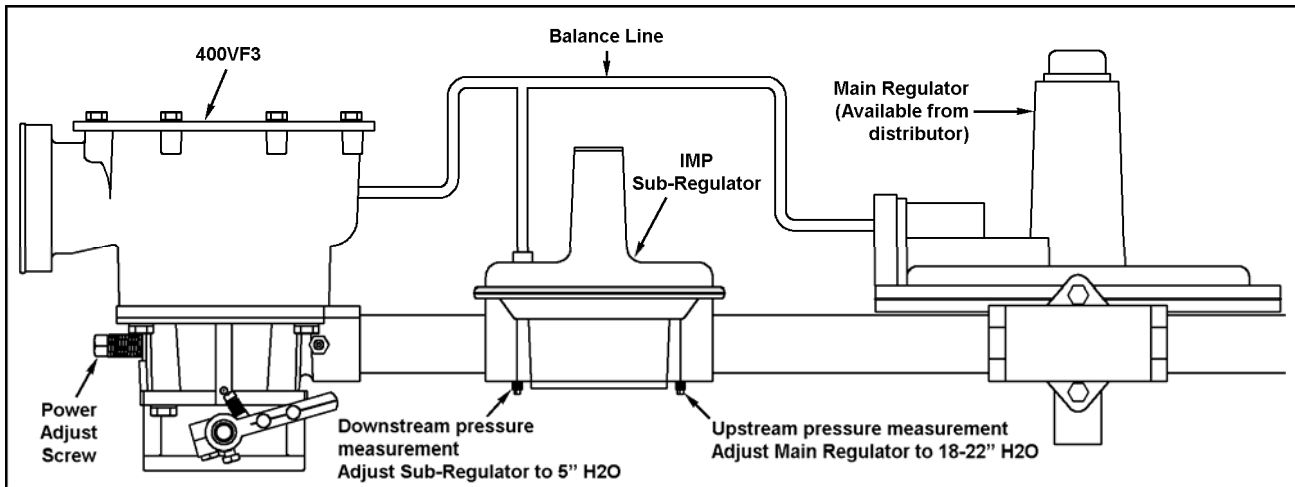 400VF3
Balance Line
Main Regulator
(Available from
distributor)
IMP
Sub-Regulator
Power
Adjust
Screw
Downstream pressure
measurement
Adjust Sub-Regulator to 5” H2O
Upstream pressure measurement
Adjust Main Regulator to 18-22” H2O